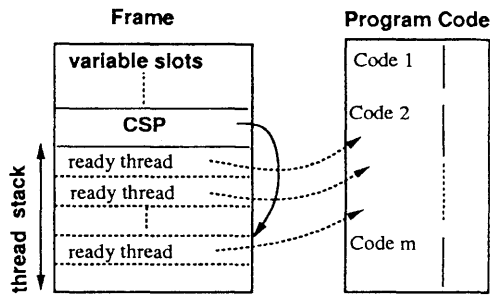 Frame
Program Code
variable slots
Code 1
Code 2
CSP
ready thread
ready thread
ready thread
Code m
thread stack